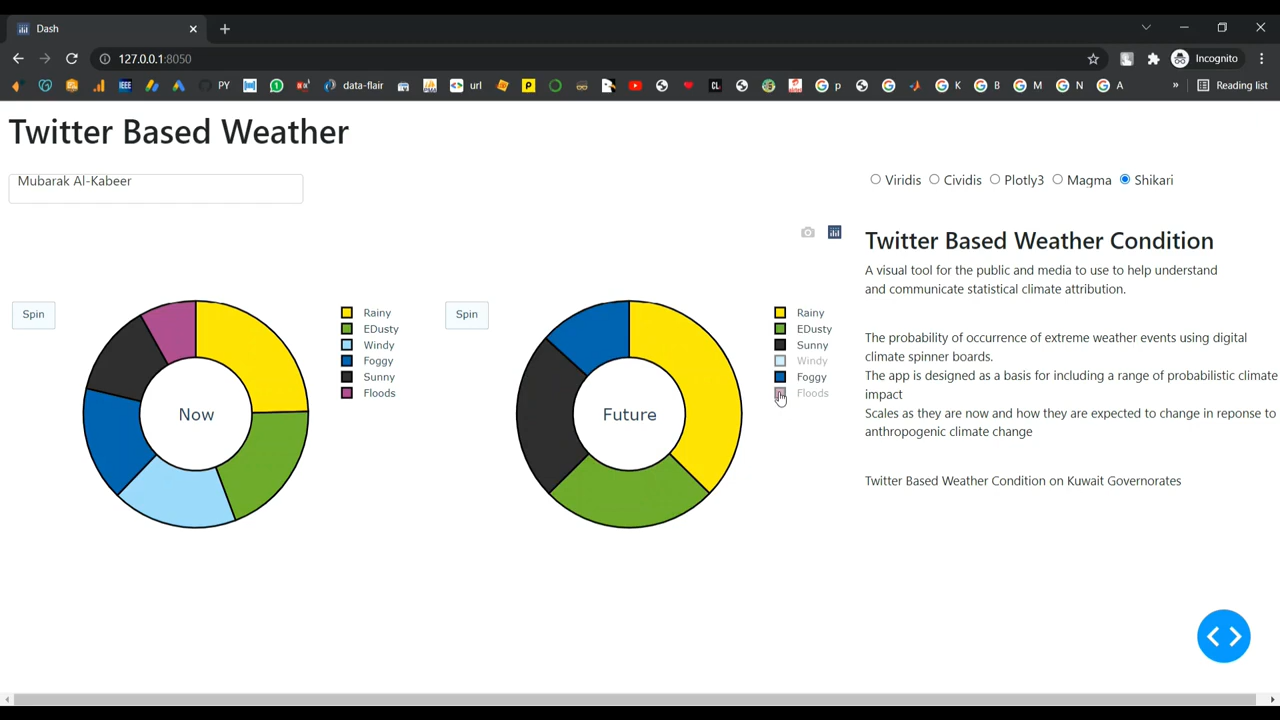 Dash
127.0.0.1:8050
Incognito
PY
data-flair
url
p
K
B
M
N
A
»
Reading list
Twitter Based Weather
Mubarak Al-Kabeer
Viridis
Cividis
Plotly3
Magma
Shikari
Spin
Now
Rainy
EDusty
Windy
Foggy
Sunny
Floods
Spin
Future
Rainy
EDusty
Sunny
Windy
Foggy
Floods
Twitter Based Weather Condition
A visual tool for the public and media to use to help understand
and communicate statistical climate attribution.
The probability of occurrence of extreme weather events using digital
climate spinner boards.
The app is designed as a basis for including a range of probabilistic climate
impact
Scales as they are now and how they are expected to change in reponse to
anthropogenic climate change
Twitter Based Weather Condition on Kuwait Governorates